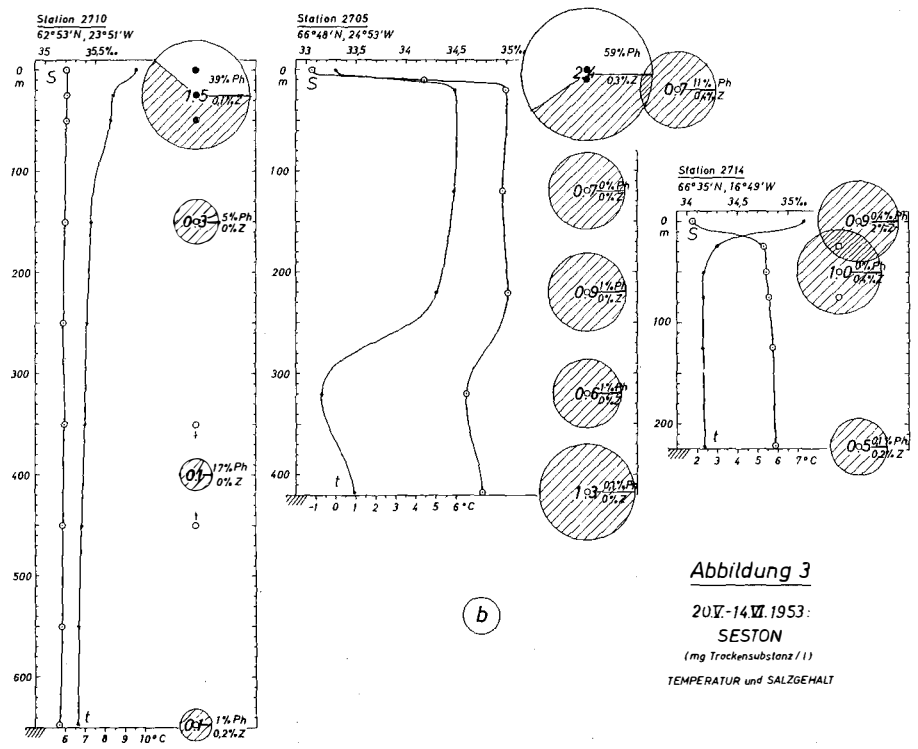 Station 2710
62°53'N, 23°51'W
35 35,5‰
S
0
m
100
200
300
400
500
600
t
6 7 8 9 10°C
1.5 39% Ph
0,1% Z
0.3 5% Ph
0% Z
0.1 17% Ph
0% Z
0.1 1% Ph
0,2% Z
Station 2705
66°48'N, 24°53'W
33 33,5 34 34,5 35‰
S
0
m
100
200
300
400
t
-1 0 1 2 3 4 5 6°C
59% Ph
0,3% Z
0.7 11% Ph
0,4% Z
0.7 0% Ph
0% Z
0.9 1% Ph
0% Z
0.6 1% Ph
1.3 0,1% Ph
0% Z
Station 2714
66°35'N, 16°49'W
34 34,5 35‰
S
0
m
100
200
t
2 3 4 5 6 7°C
0.9 0,4% Ph
2% Z
1.0 0% Ph
0,4% Z
0.5 0,1% Ph
0,2% Z
b
Abbildung 3
20.V.-14.VI.1953:
SESTON
(mg Trockensubstanz / l)
TEMPERATUR und SALZGEHALT